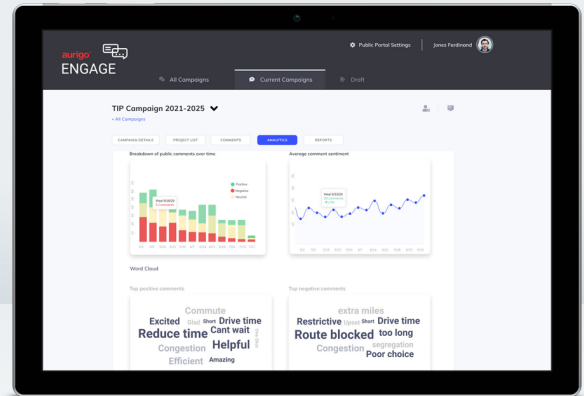 aurigo
ENGAGE
Public Portal Settings
Jones Ferdinand
All Campaigns
Current Campaigns
Draft
TIP Campaign 2021-2025
< All Campaigns
CAMPAIGN DETAILS
PROJECT LIST
COMMENTS
ANALYTICS
REPORTS
Breakdown of public comments over time
Average comment sentiment
Positive
Negative
Neutral
Word Cloud
Top positive comments
Top negative comments
Commute
Excited Glad Short Drive time
Reduce time Cant wait
Congestion Helpful
Efficient Amazing
extra miles
Restrictive Upset Short Drive time
Route blocked too long
Congestion segregation
Poor choice